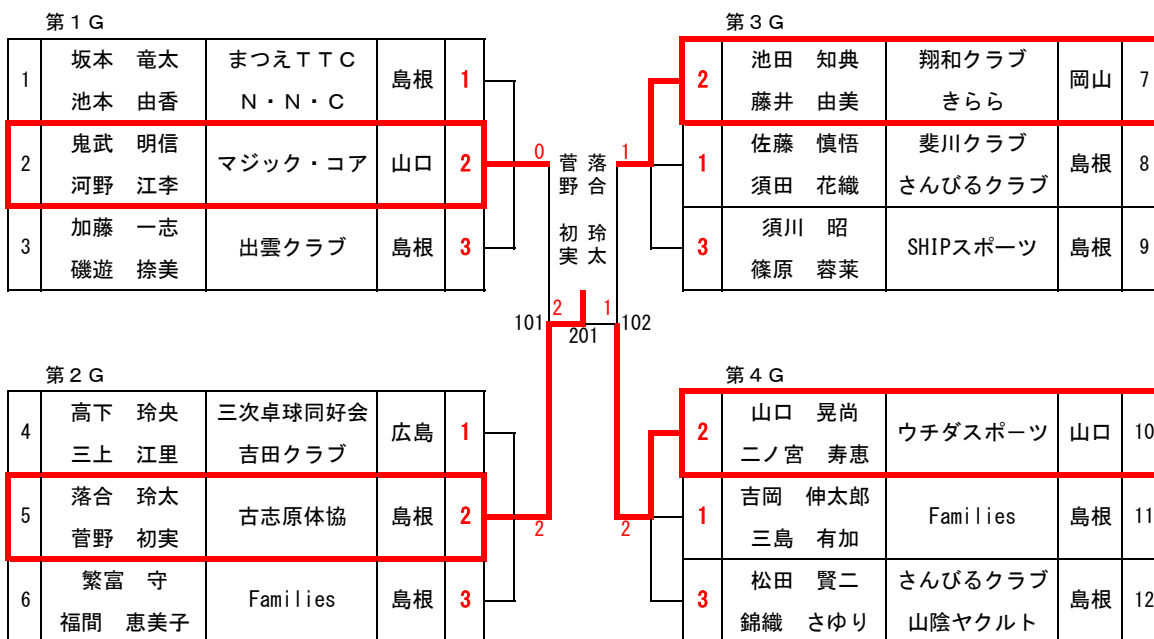 第１Ｇ
1
坂本　竜太
池本　由香
まつえＴＴＣ
Ｎ・Ｎ・Ｃ
島根
1
2
鬼武　明信
河野　江李
マジック・コア
山口
2
3
加藤　一志
磯遊　捺美
出雲クラブ
島根
3
第２Ｇ
4
高下　玲央
三上　江里
三次卓球同好会
吉田クラブ
広島
1
5
落合　玲太
菅野　初実
古志原体協
島根
2
6
繁富　守
福間　恵美子
Families
島根
3
0
2
101
2
201
1
102
1
2
落合　玲太
菅野　初実
第３Ｇ
2
池田　知典
藤井　由美
翔和クラブ
きらら
岡山
7
1
佐藤　慎悟
須田　花織
斐川クラブ
さんびるクラブ
島根
8
3
須川　昭
篠原　蓉莱
SHIPスポーツ
島根
9
第４Ｇ
2
山口　晃尚
二ノ宮　寿恵
ウチダスポーツ
山口
10
1
吉岡　伸太郎
三島　有加
Families
島根
11
3
松田　賢二
錦織　さゆり
さんびるクラブ
山陰ヤクルト
島根
12